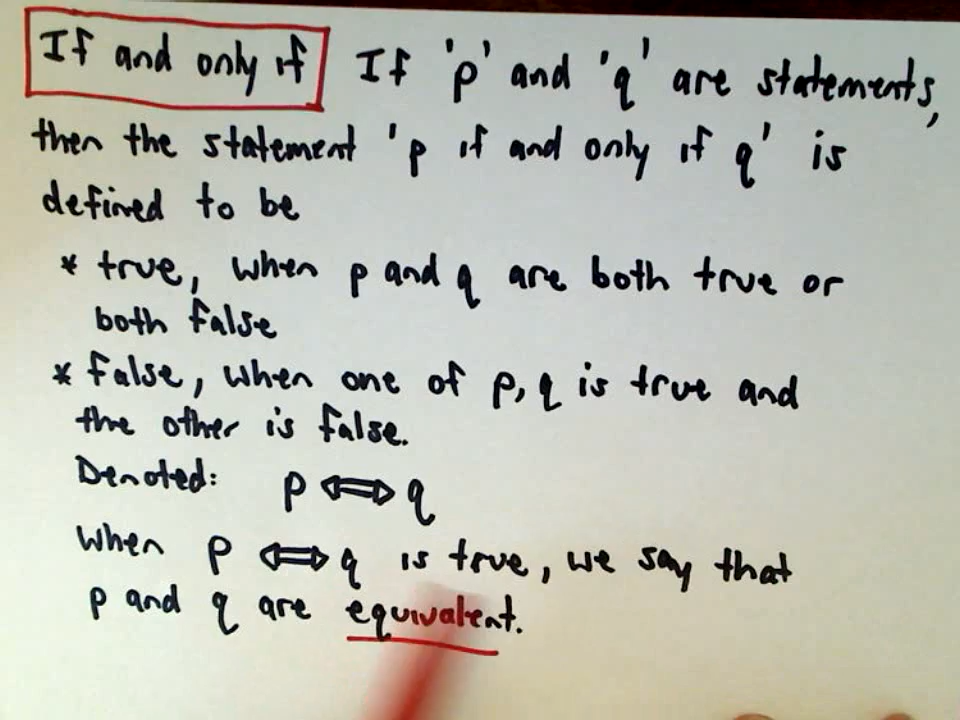 If and only if If 'p' and 'q' are statements,
then the statement 'p if and only if q' is
defined to be
* true, when p and q are both true or
both false
* false, when one of p, q is true and
the other is false.
Denoted: p ⇔ q
When p ⇔ q is true, we say that
p and q are equivalent.